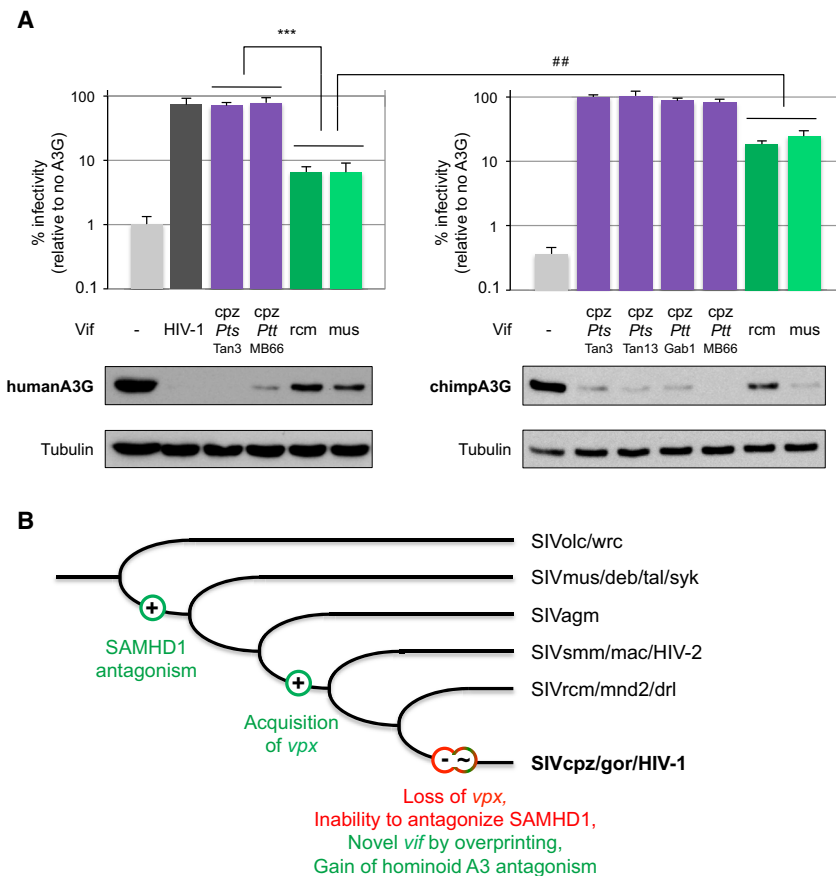 A
***
##
% infectivity
(relative to no A3G)
100
10
1
0.1
Vif
-
HIV-1
cpz
Pts
Tan3
cpz
Ptt
MB66
rcm
mus
humanA3G
Tubulin
% infectivity
(relative to no A3G)
100
10
1
0.1
Vif
-
cpz
Pts
Tan3
cpz
Pts
Tan13
cpz
Ptt
Gab1
cpz
Ptt
MB66
rcm
mus
chimpA3G
Tubulin
B
SIVolc/wrc
SIVmus/deb/tal/syk
SIVagm
SIVsmm/mac/HIV-2
SIVrcm/mnd2/drl
SIVcpz/gor/HIV-1
+
SAMHD1
antagonism
+
Acquisition
of vpx
- ~
Loss of vpx,
Inability to antagonize SAMHD1,
Novel vif by overprinting,
Gain of hominoid A3 antagonism